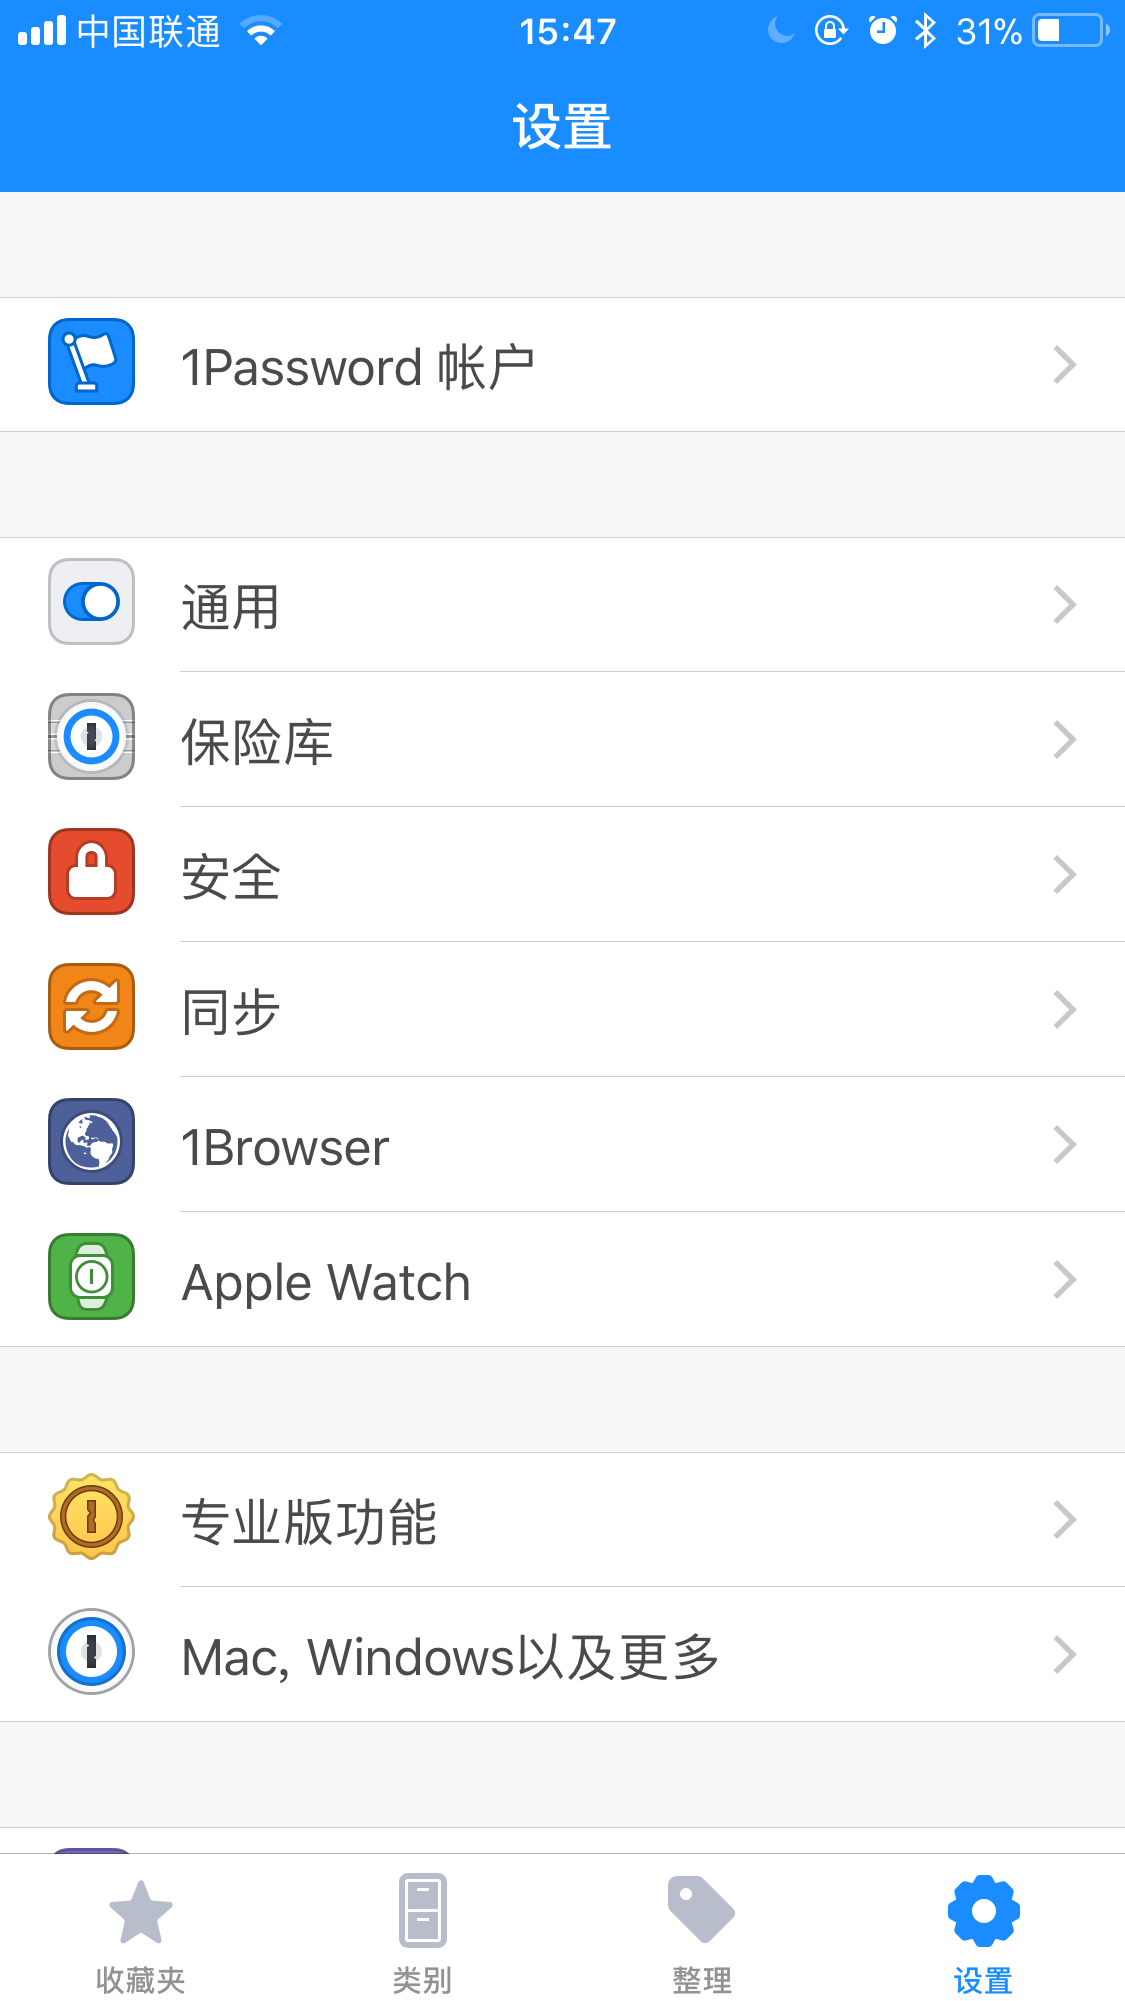 中国联通 15:47 31%
设置
1Password 帐户
通用
保险库
安全
同步
1Browser
Apple Watch
专业版功能
Mac, Windows以及更多
收藏夹 类别 整理 设置